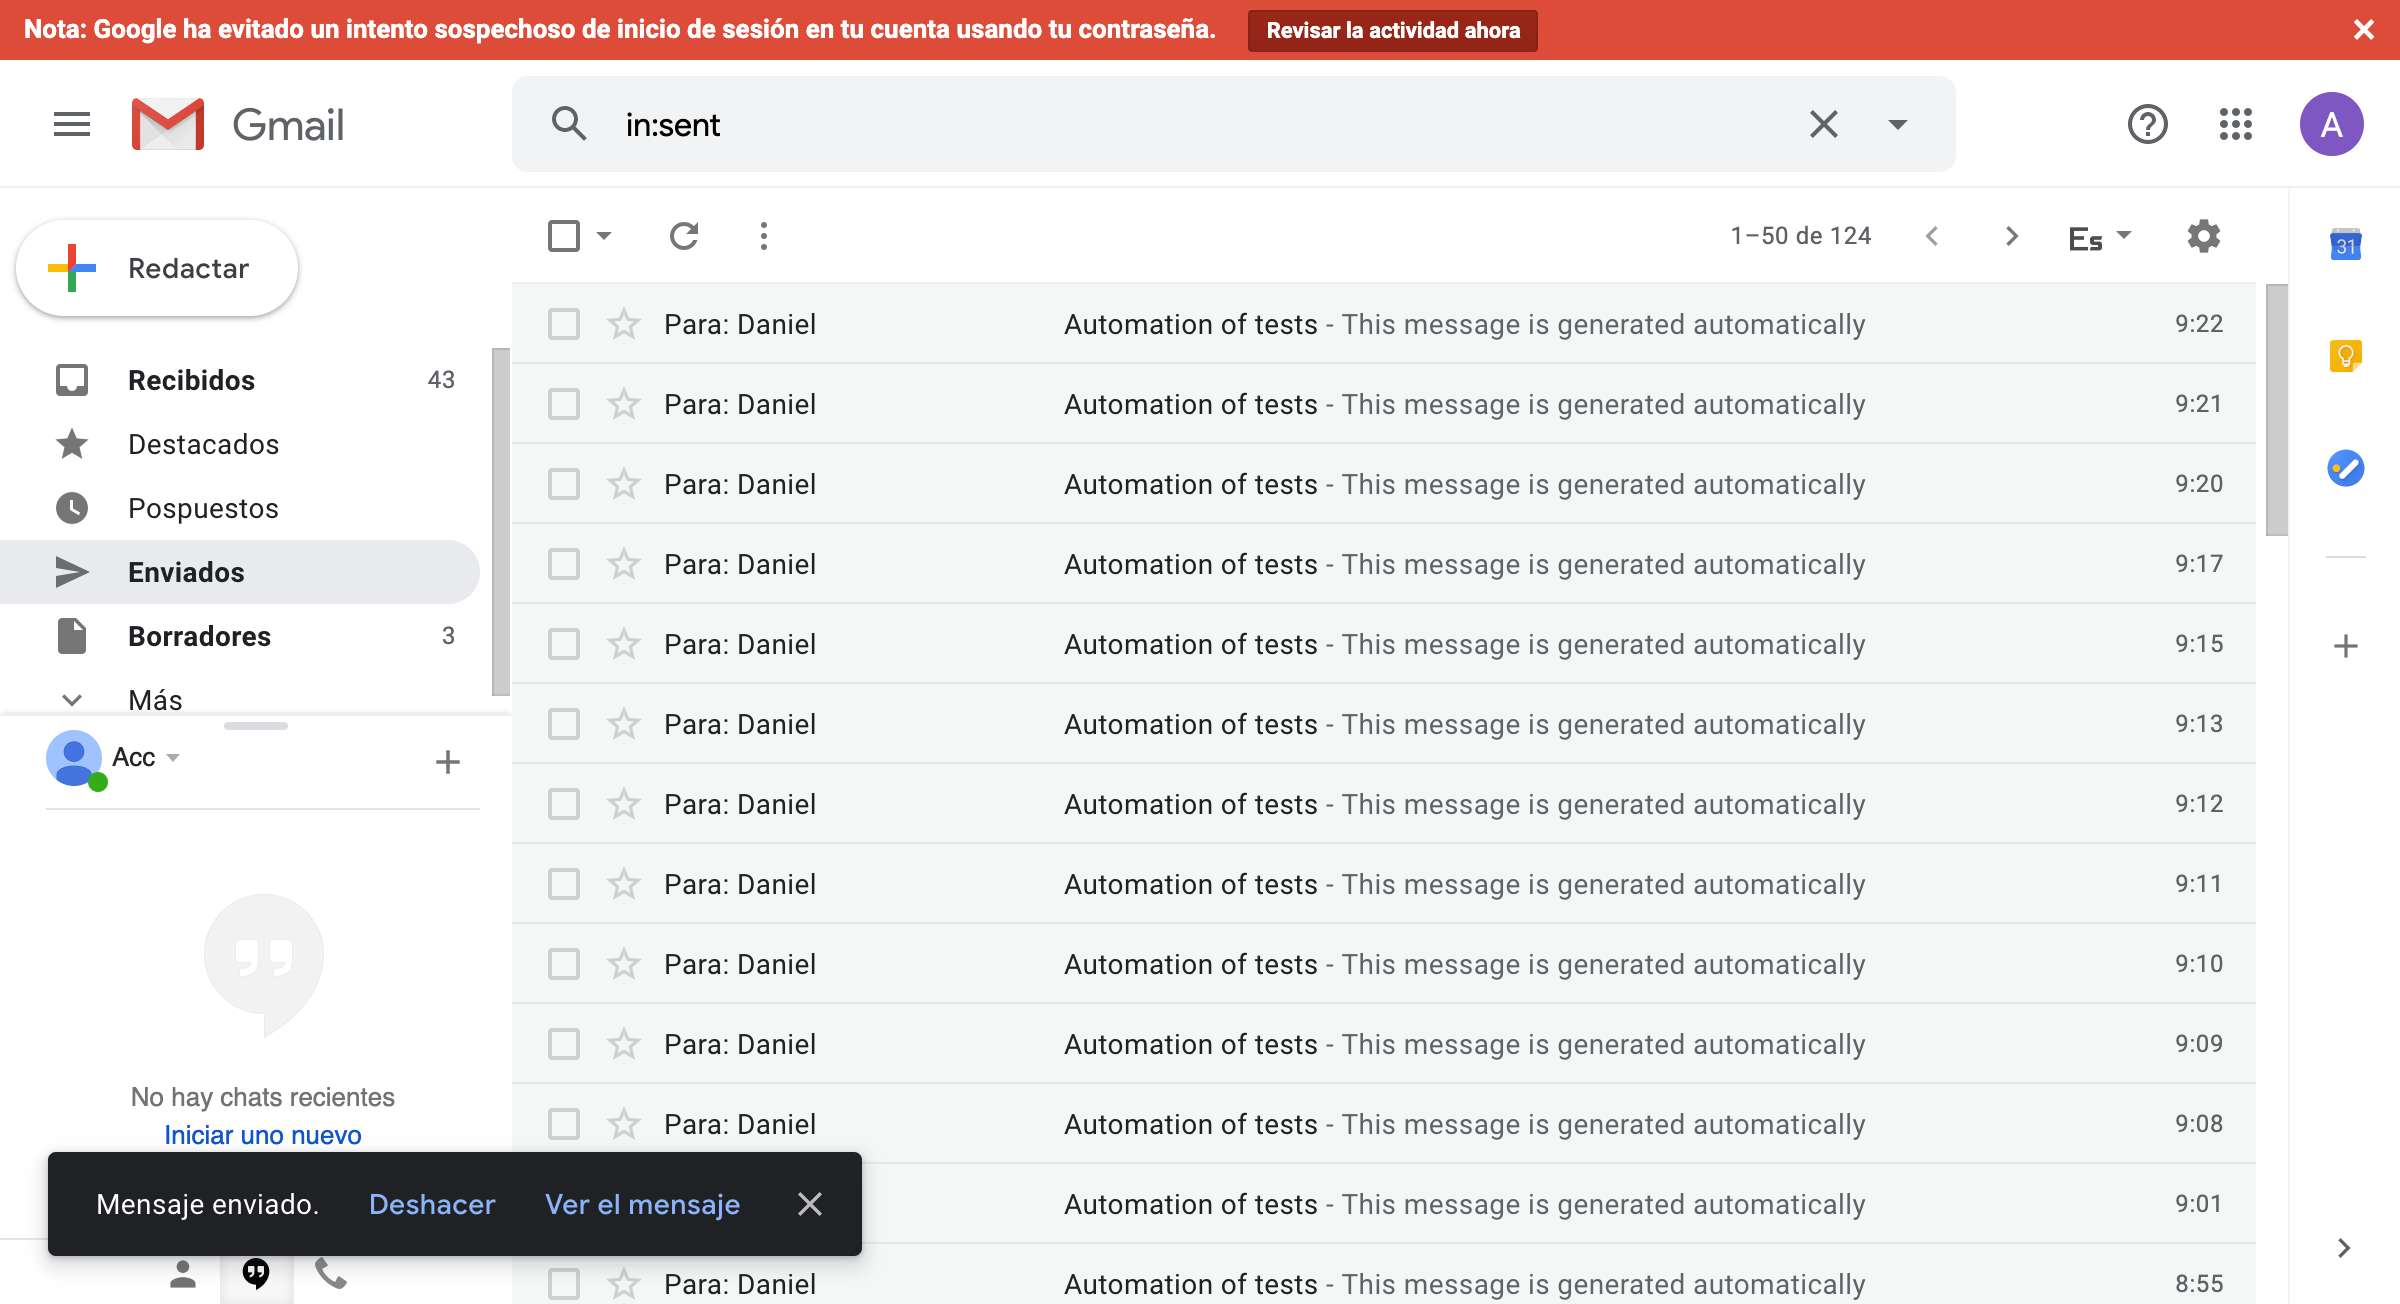 Nota: Google ha evitado un intento sospechoso de inicio de sesión en tu cuenta usando tu contraseña. Revisar la actividad ahora
Gmail
in:sent
A
Redactar
1–50 de 124
Es
31
Recibidos 43
Destacados
Pospuestos
Enviados
Borradores 3
Más
Acc
No hay chats recientes
Iniciar uno nuevo
Para: Daniel Automation of tests - This message is generated automatically 9:22
Para: Daniel Automation of tests - This message is generated automatically 9:21
Para: Daniel Automation of tests - This message is generated automatically 9:20
Para: Daniel Automation of tests - This message is generated automatically 9:17
Para: Daniel Automation of tests - This message is generated automatically 9:15
Para: Daniel Automation of tests - This message is generated automatically 9:13
Para: Daniel Automation of tests - This message is generated automatically 9:12
Para: Daniel Automation of tests - This message is generated automatically 9:11
Para: Daniel Automation of tests - This message is generated automatically 9:10
Para: Daniel Automation of tests - This message is generated automatically 9:09
Para: Daniel Automation of tests - This message is generated automatically 9:08
Automation of tests - This message is generated automatically 9:01
Para: Daniel Automation of tests - This message is generated automatically 8:55
Mensaje enviado. Deshacer Ver el mensaje